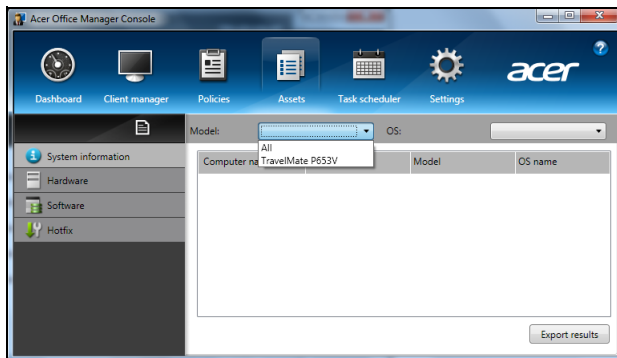 Acer Office Manager Console
acer
?
Dashboard Client manager Policies Assets Task scheduler Settings
Model: OS:
All
TravelMate P653V
Computer na Model OS name
i System information
Hardware
Software
Hotfix
Export results